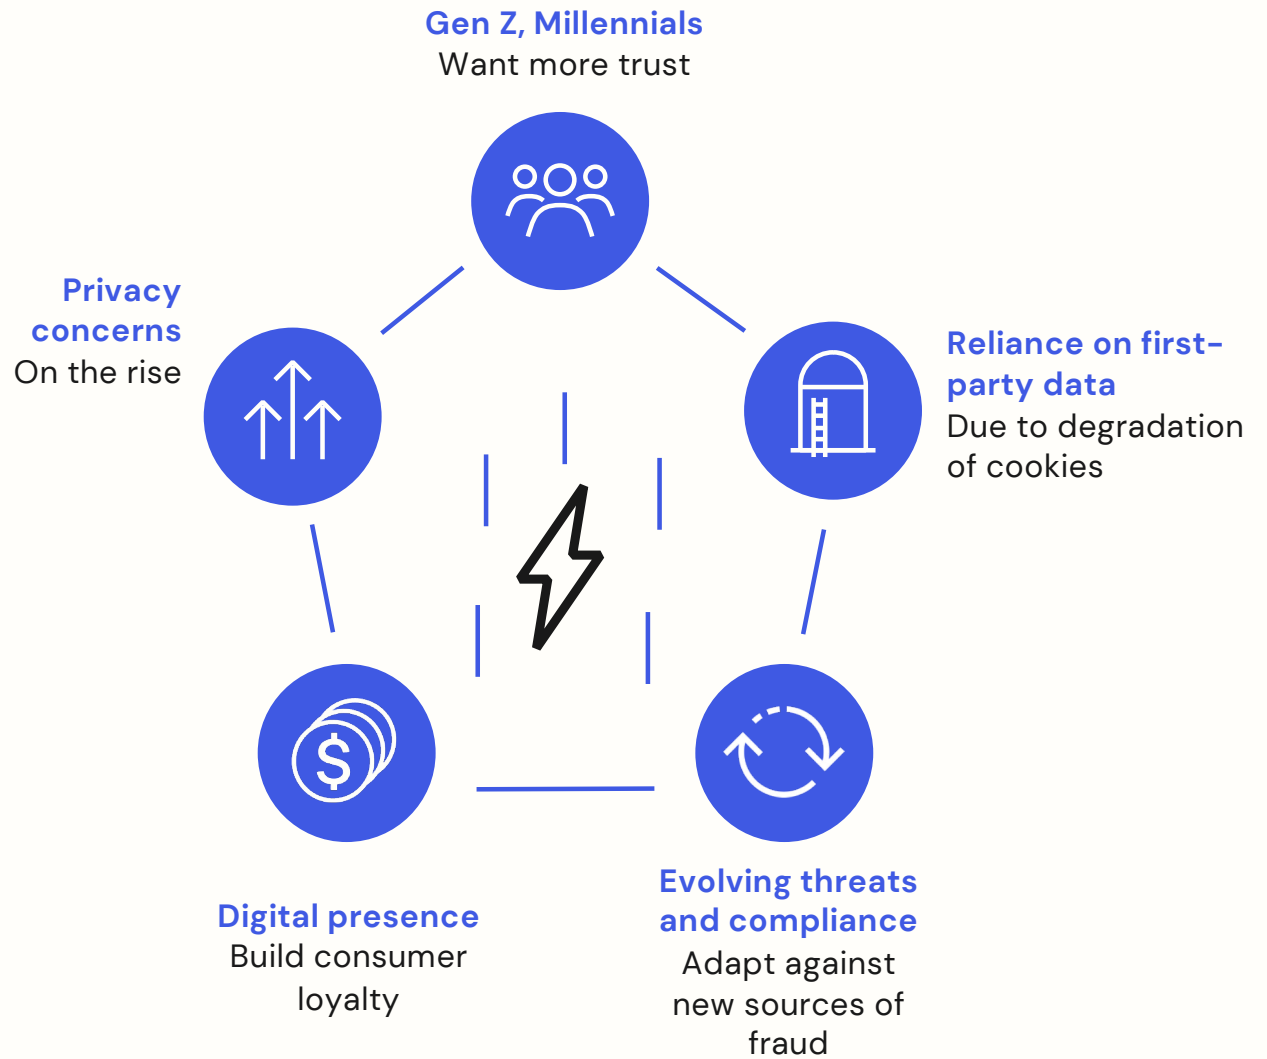 Gen Z, Millennials
Want more trust
Privacy
concerns
On the rise
Reliance on first-
party data
Due to degradation
of cookies
$
Digital presence
Build consumer
loyalty
Evolving threats
and compliance
Adapt against
new sources of
fraud